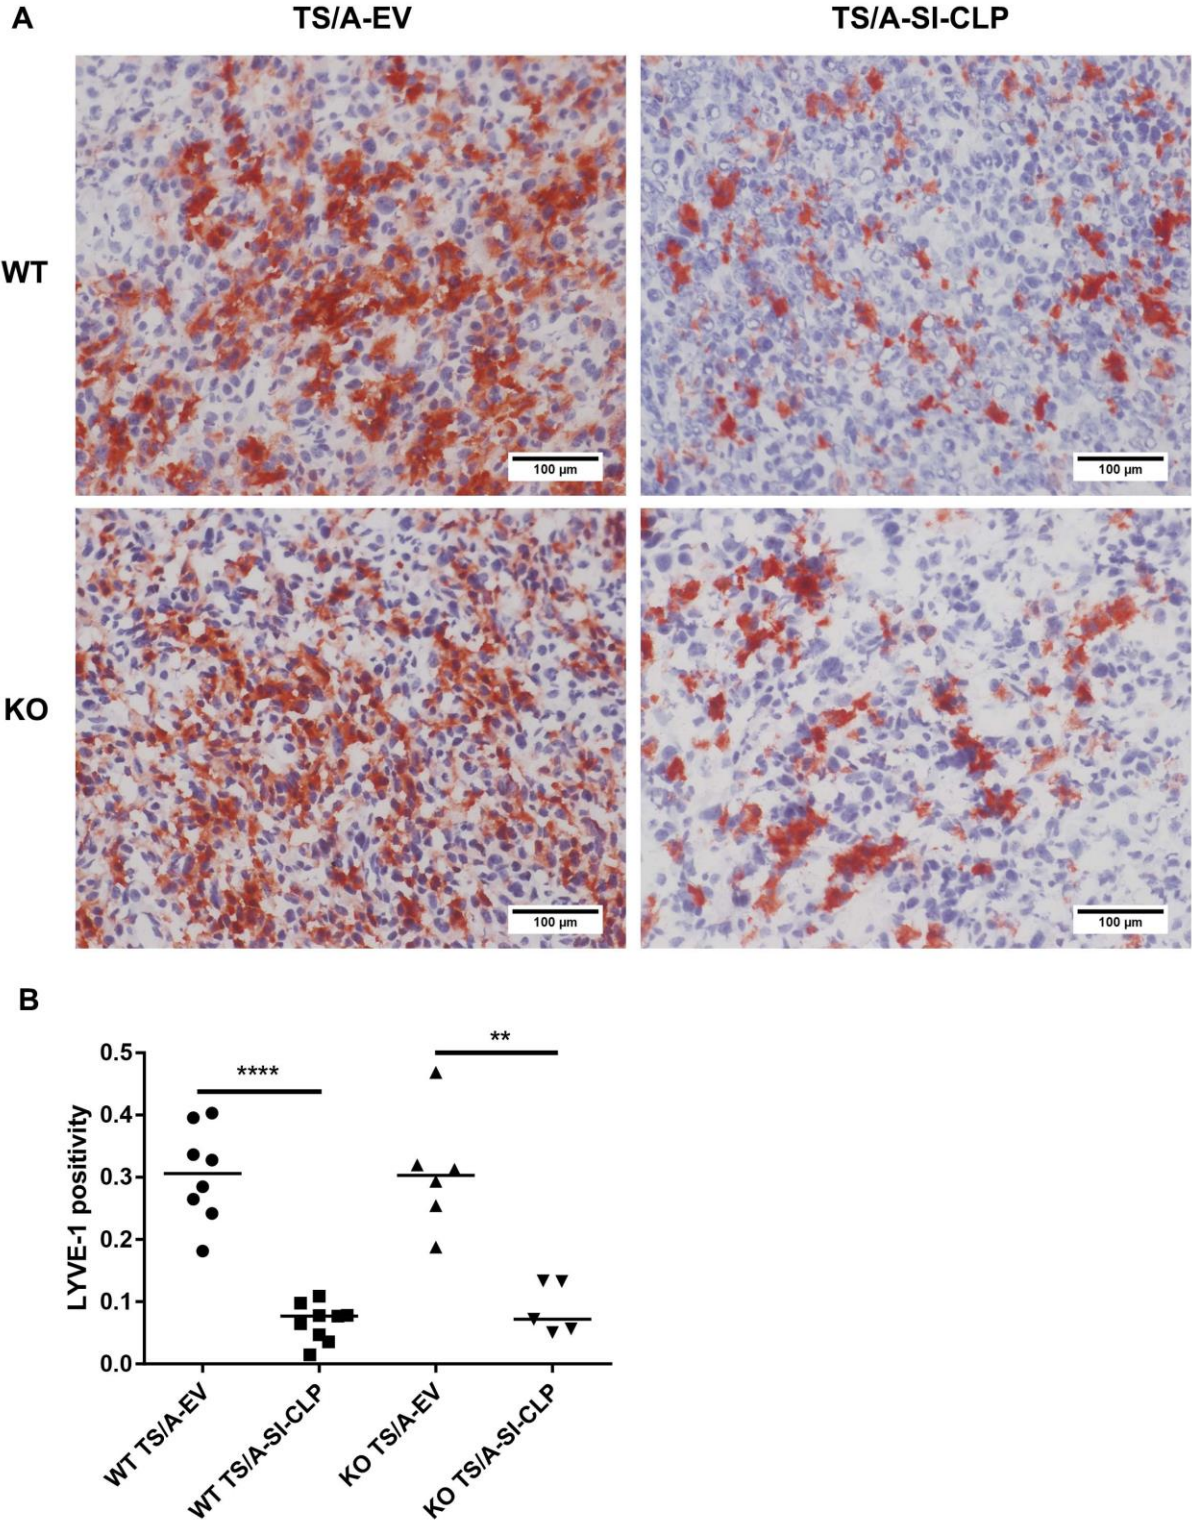 A
TS/A-EV
TS/A-SI-CLP
WT
100 µm
100 µm
KO
100 µm
100 µm
B
LYVE-1 positivity
0.5
0.4
0.3
0.2
0.1
0.0
****
**
WT TS/A-EV
WT TS/A-SI-CLP
KO TS/A-EV
KO TS/A-SI-CLP